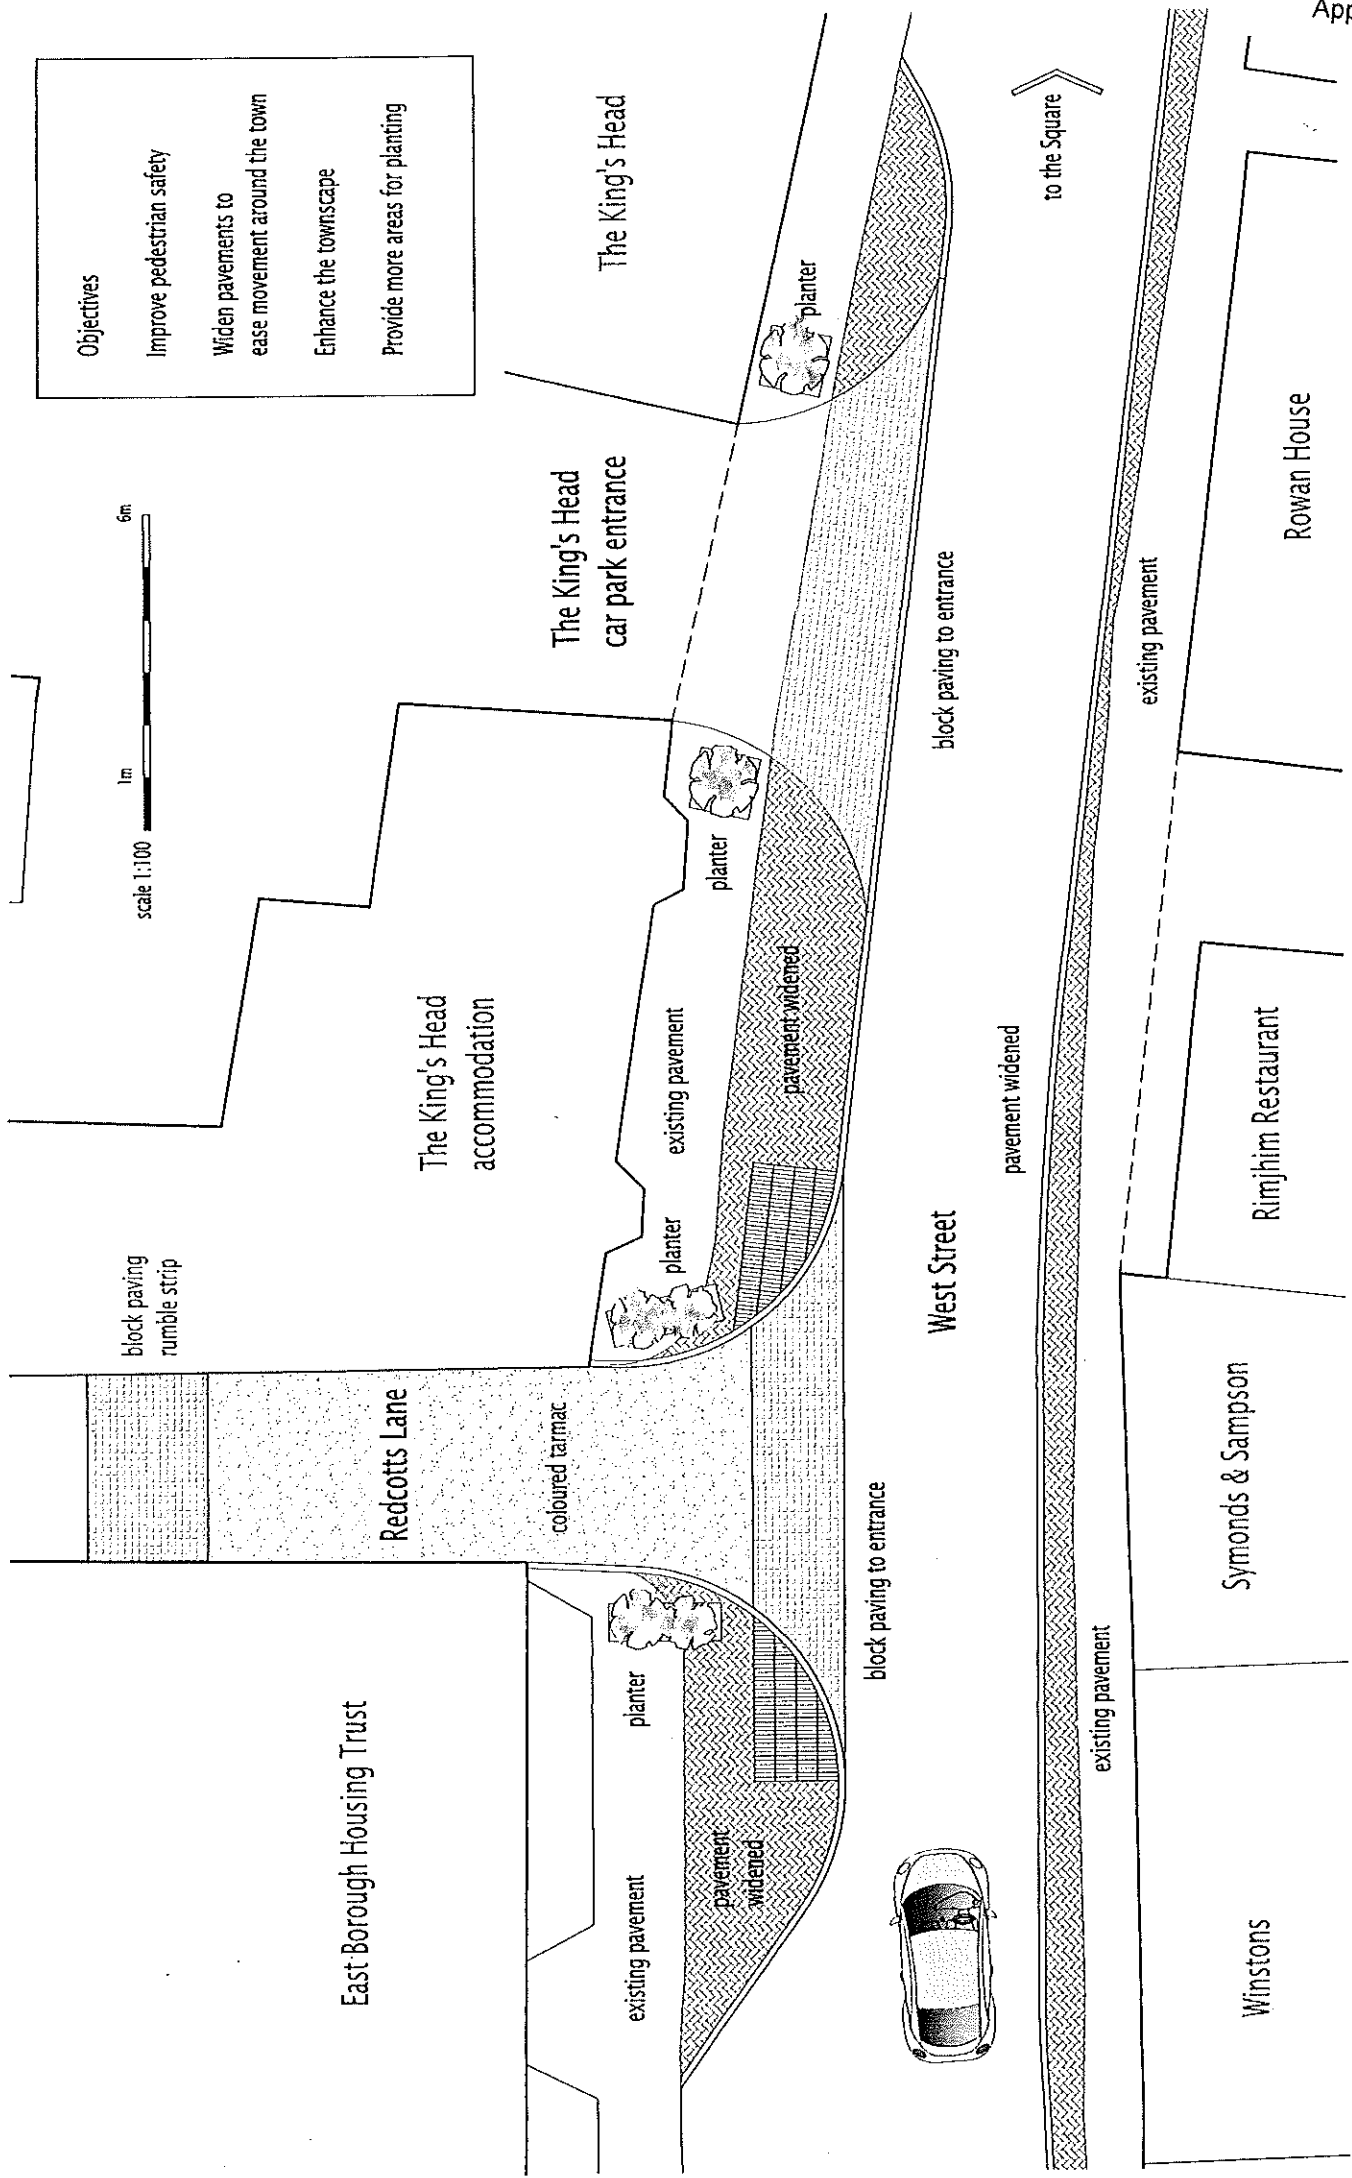 App
Objectives
Improve pedestrian safety
Widen pavements to
ease movement around the town
Enhance the townscape
Provide more areas for planting
scale 1:100
1m
6m
The King's Head
The King's Head
car park entrance
The King's Head
accommodation
block paving
rumble strip
Redcotts Lane
coloured tarmac
East Borough Housing Trust
existing pavement
planter
pavement
widened
planter
existing pavement
pavement widened
planter
planter
block paving to entrance
block paving to entrance
West Street
to the Square
pavement widened
existing pavement
existing pavement
Winstons
Symonds & Sampson
Rimjhim Restaurant
Rowan House